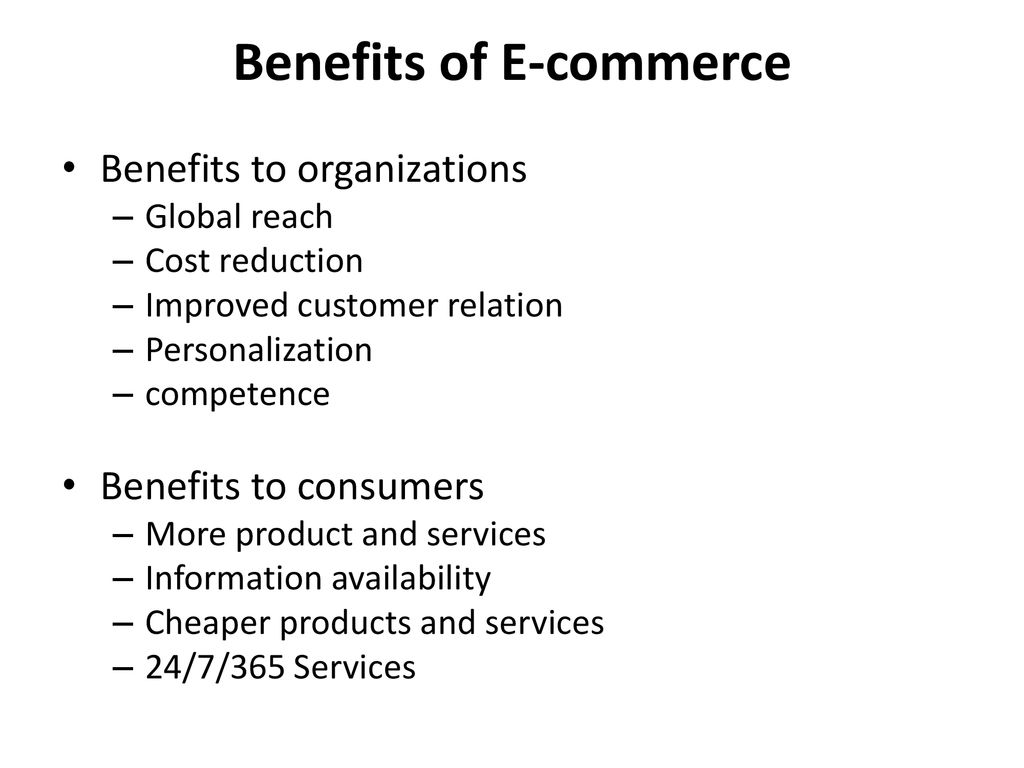 Benefits of E-commerce
• Benefits to organizations
– Global reach
– Cost reduction
– Improved customer relation
– Personalization
– competence
• Benefits to consumers
– More product and services
– Information availability
– Cheaper products and services
– 24/7/365 Services